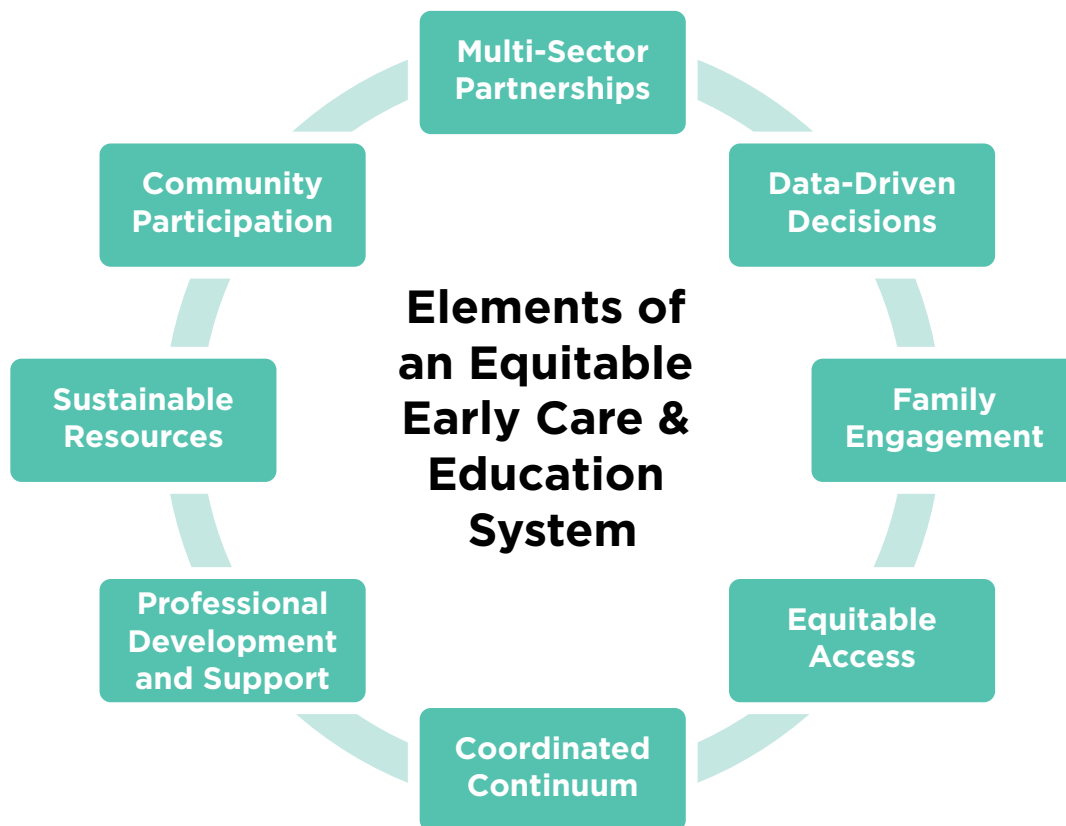 Multi-Sector
Partnerships
Data-Driven
Decisions
Family
Engagement
Equitable
Access
Coordinated
Continuum
Professional
Development
and Support
Sustainable
Resources
Community
Participation
Elements of
an Equitable
Early Care &
Education
System